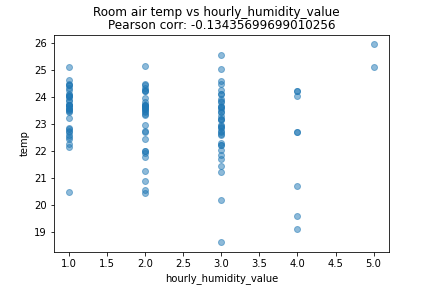 Room air temp vs hourly_humidity_value
Pearson corr: -0.13435699699010256
26
25
24
23
22
21
20
19
temp
1.0 1.5 2.0 2.5 3.0 3.5 4.0 4.5 5.0
hourly_humidity_value